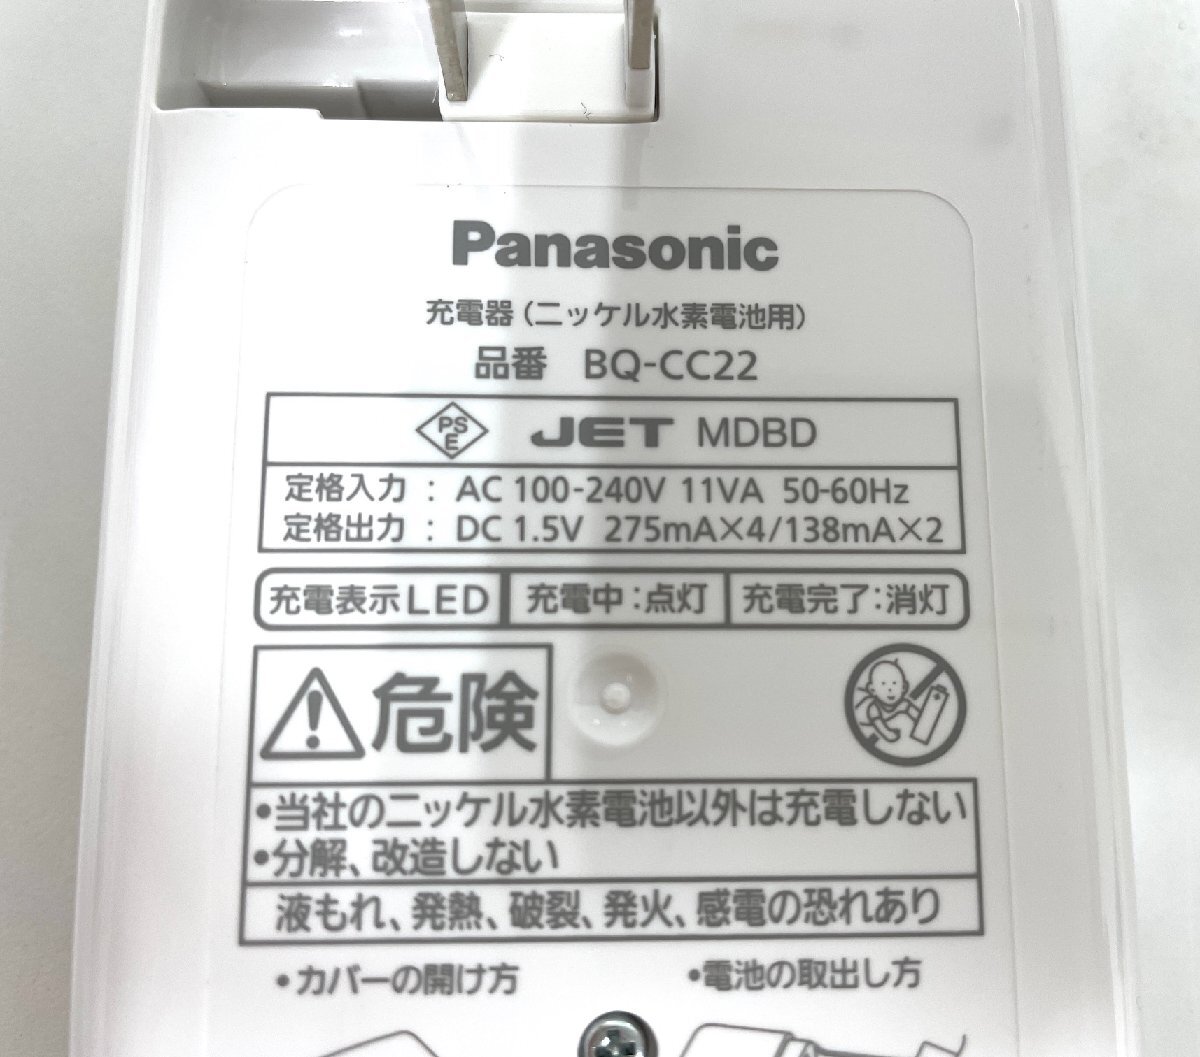 Panasonic
充電器（ニッケル水素電池用）
品番 BQ-CC22
PS
E
JET MDBD
定格入力 : AC 100-240V 11VA 50-60Hz
定格出力 : DC 1.5V 275mA×4/138mA×2
充電表示LED 充電中:点灯 充電完了:消灯
危険
•当社のニッケル水素電池以外は充電しない
•分解、改造しない
液もれ、発熱、破裂、発火、感電の恐れあり
•カバーの開け方 •電池の取出し方